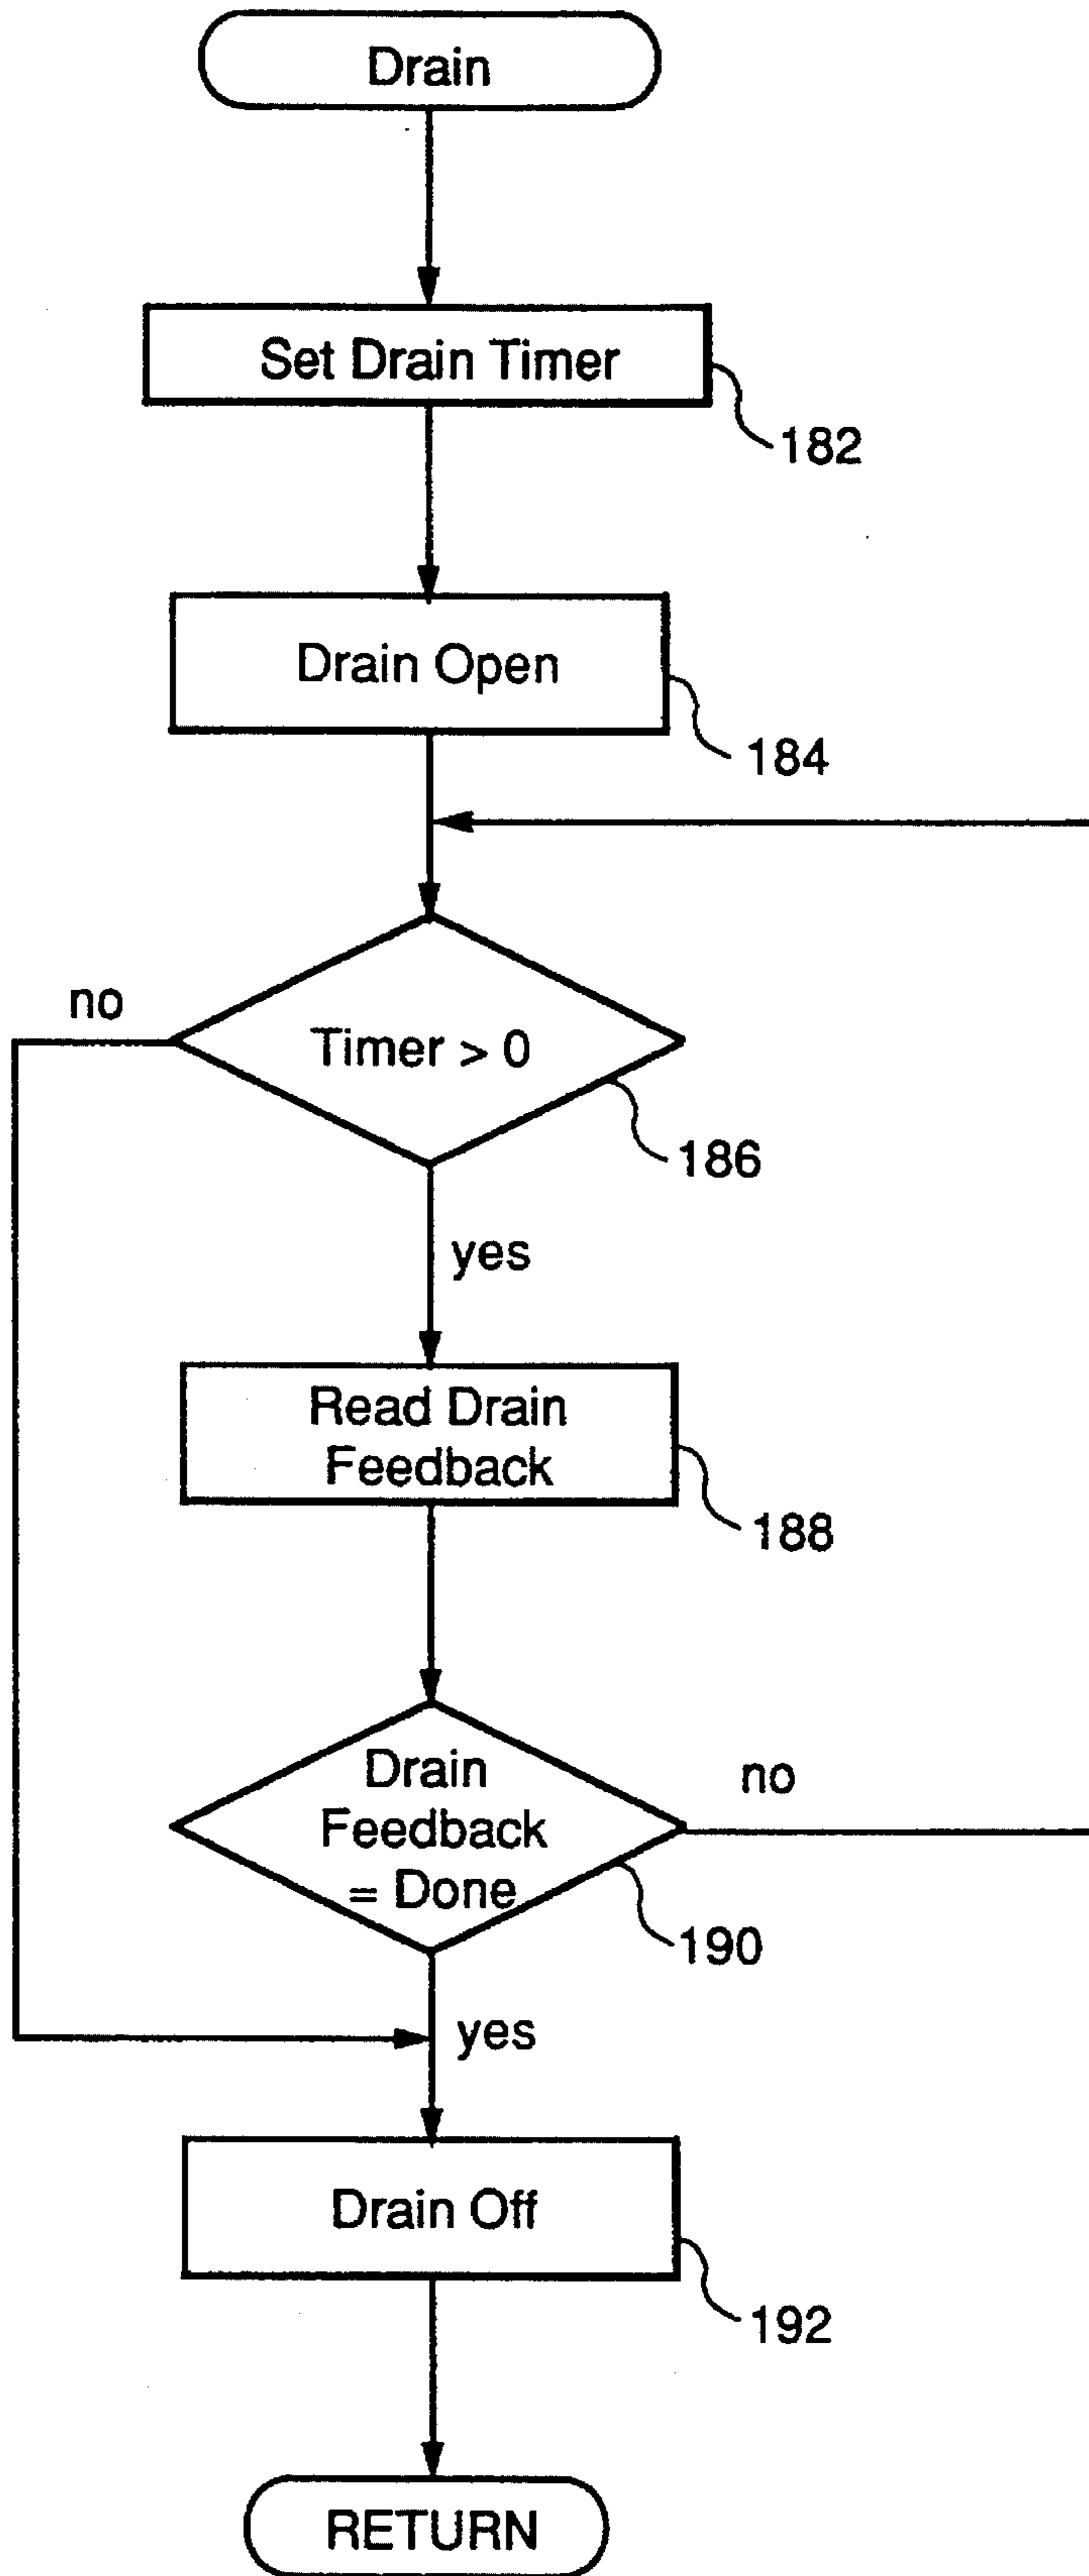 Drain
Set Drain Timer
182
Drain Open
184
no
Timer > 0
186
yes
Read Drain
Feedback
188
Drain
Feedback
= Done
no
190
yes
Drain Off
192
RETURN